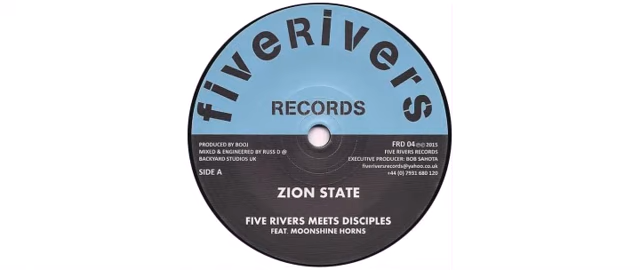 fiveRivers
RECORDS
PRODUCED BY BOOJ
MIXED & ENGINEERED BY RUSS D @
BACKYARD STUDIOS UK
SIDE A
FRD 04 (℗) 2015
FIVE RIVERS RECORDS
EXECUTIVE PRODUCER: BOB SAHOTA
fiveriversrecords@yahoo.co.uk
+44 (0) 7931 680 120
ZION STATE
FIVE RIVERS MEETS DISCIPLES
FEAT. MOONSHINE HORNS